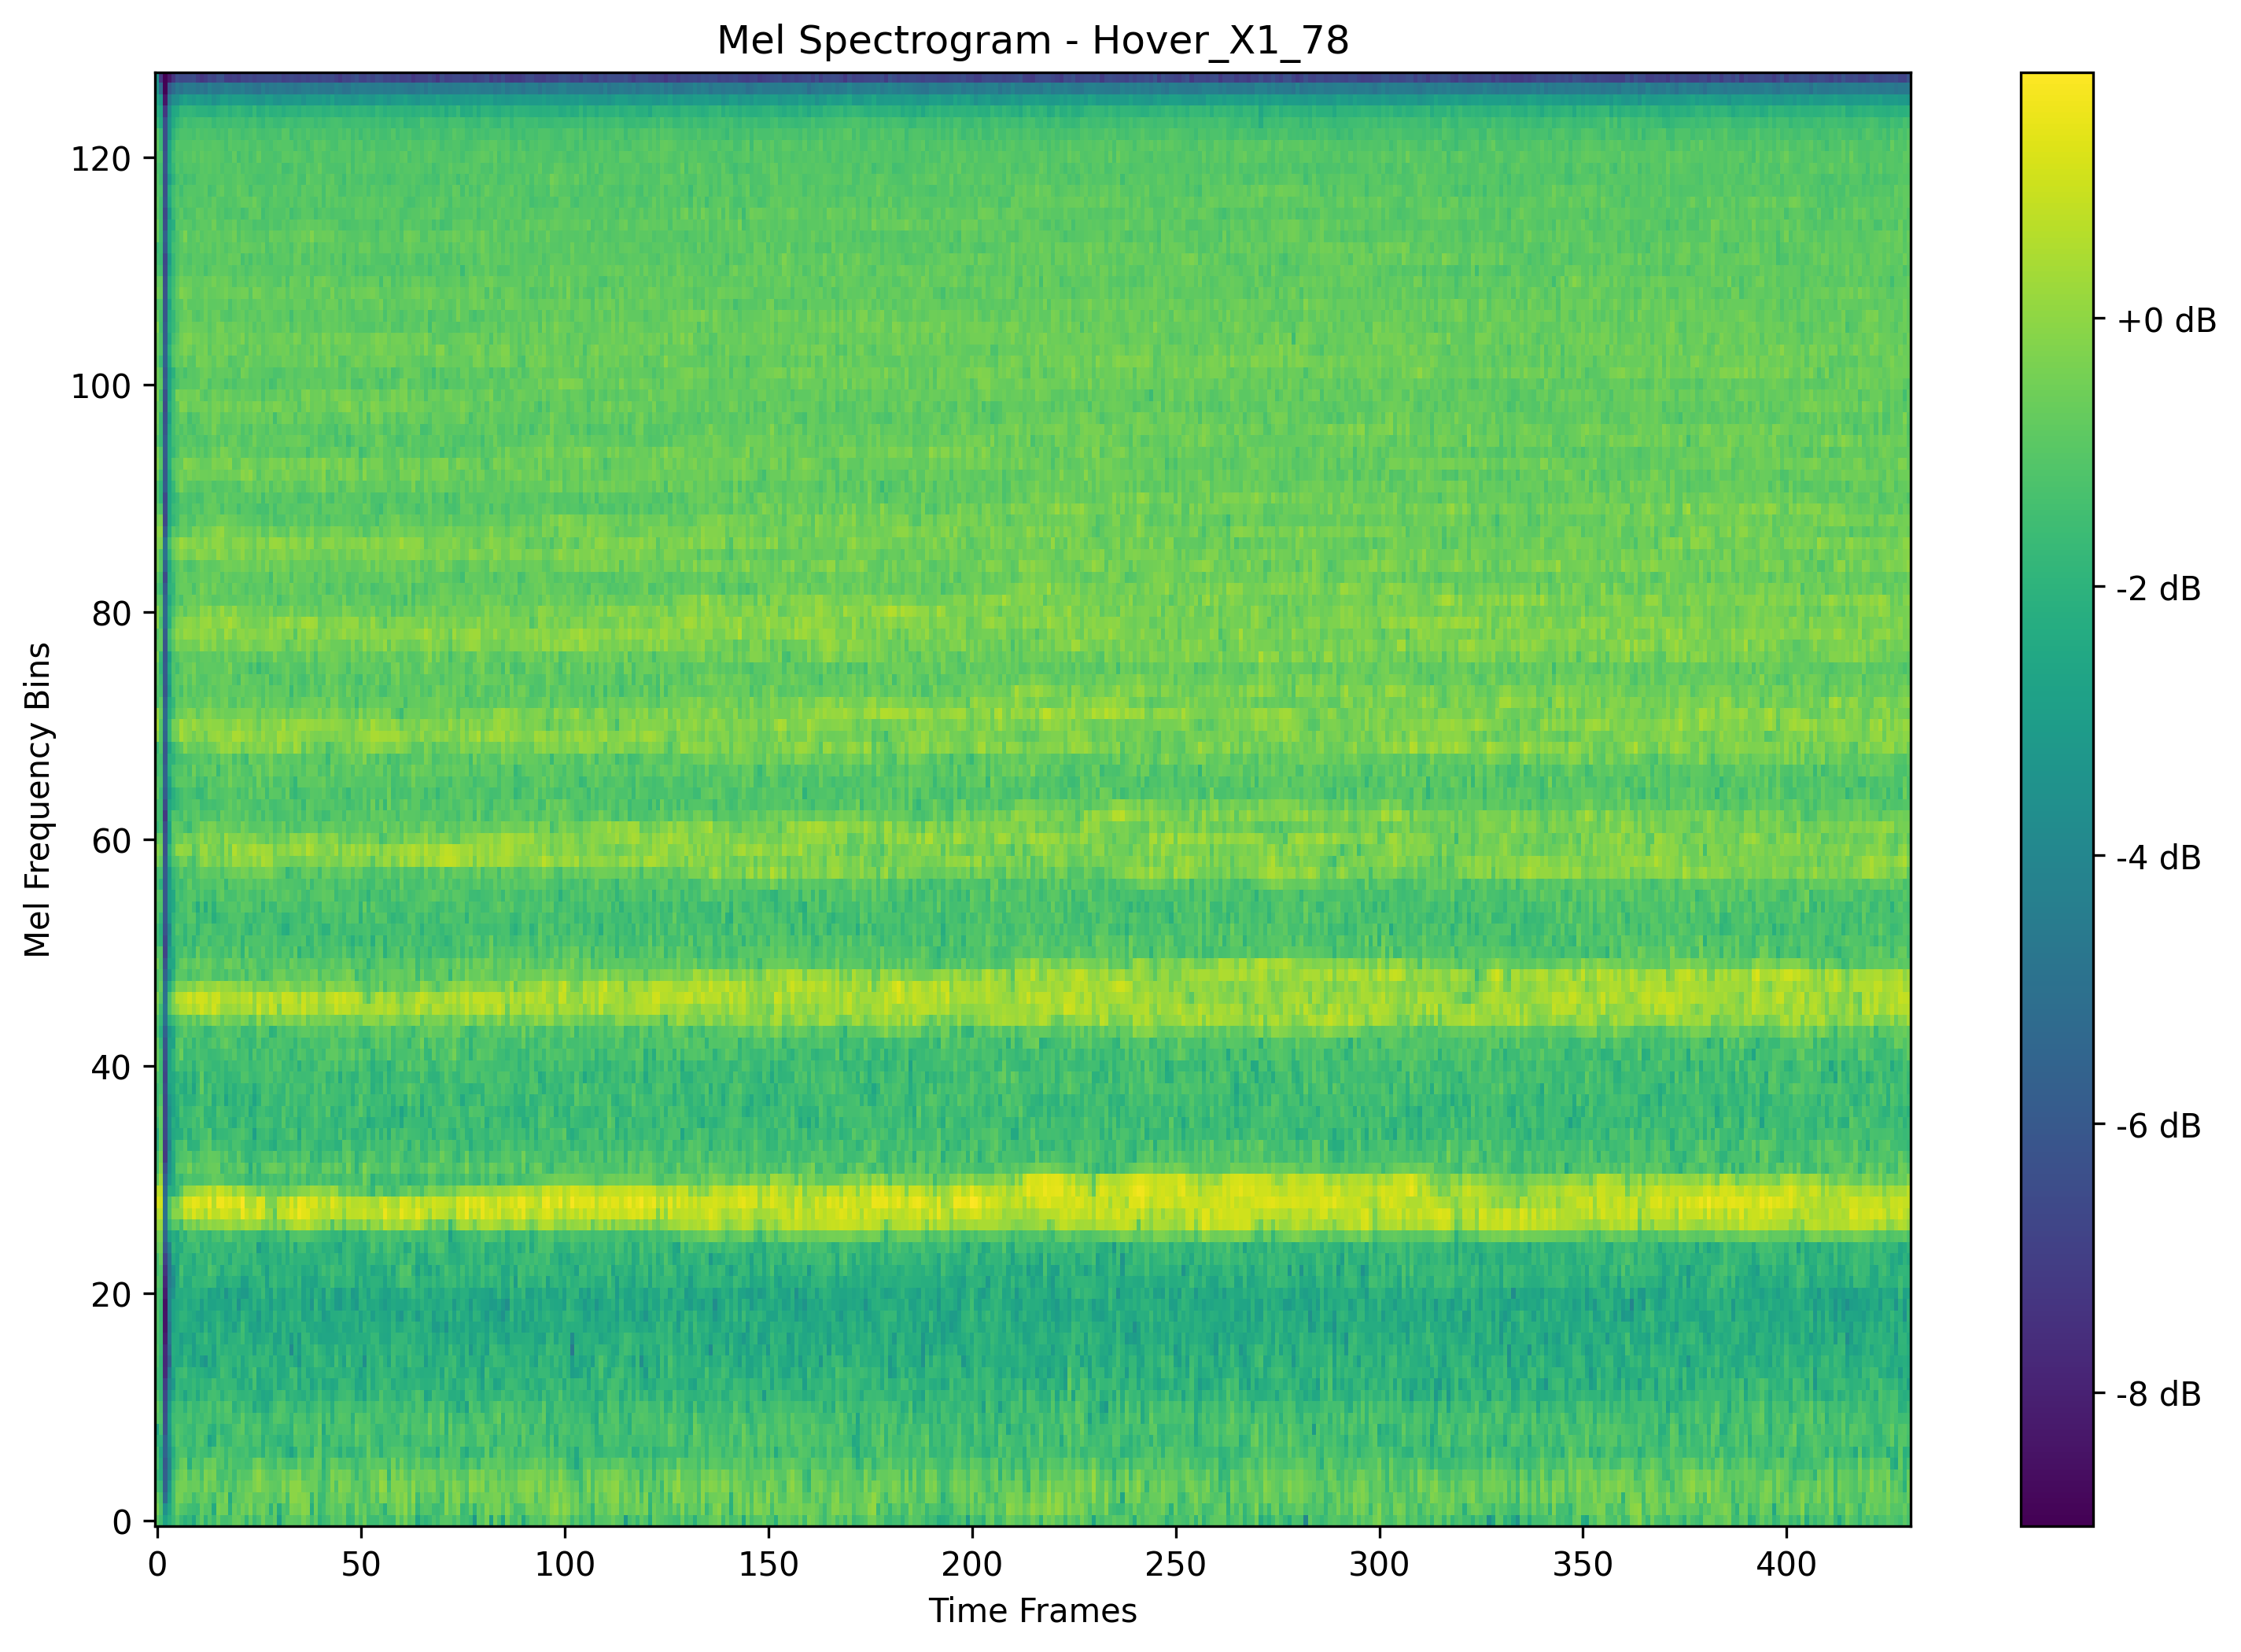 Mel Spectrogram - Hover_X1_78
Mel Frequency Bins
120
100
80
60
40
20
0
0 50 100 150 200 250 300 350 400
Time Frames
+0 dB
-2 dB
-4 dB
-6 dB
-8 dB